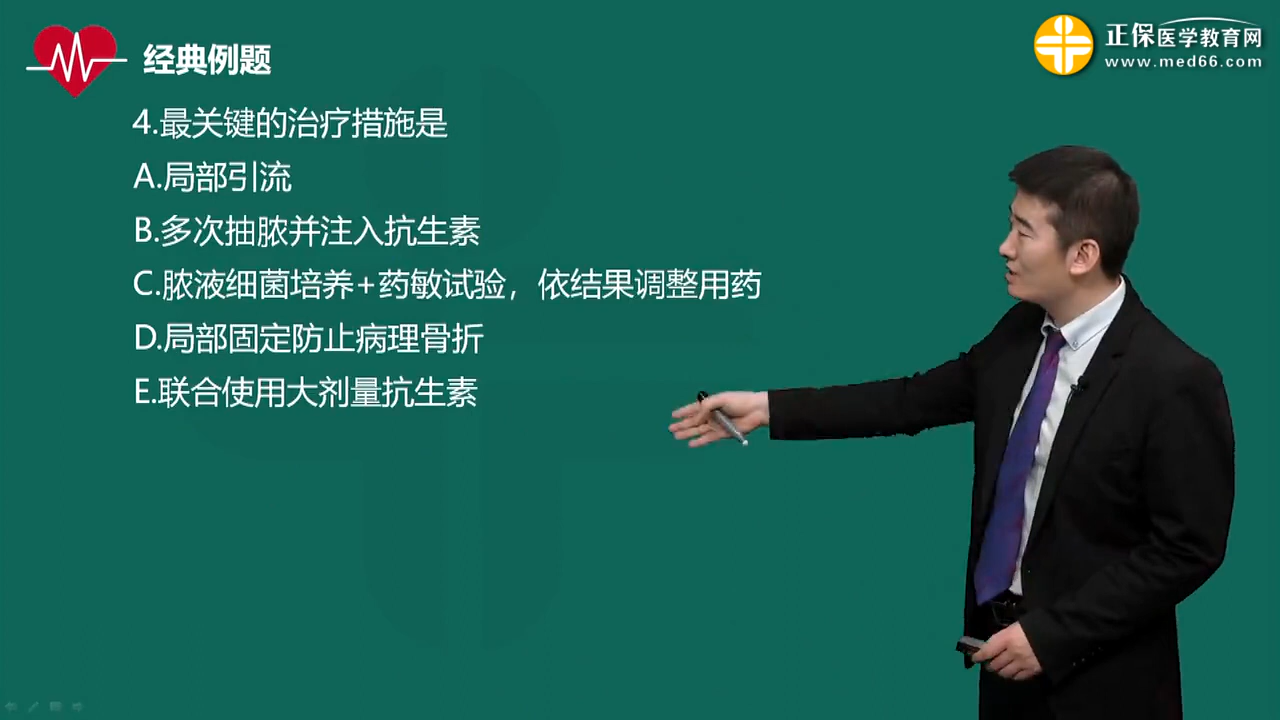 经典例题
正保医学教育网
www.med66.com
4.最关键的治疗措施是
A.局部引流
B.多次抽脓并注入抗生素
C.脓液细菌培养+药敏试验，依结果调整用药
D.局部固定防止病理骨折
E.联合使用大剂量抗生素